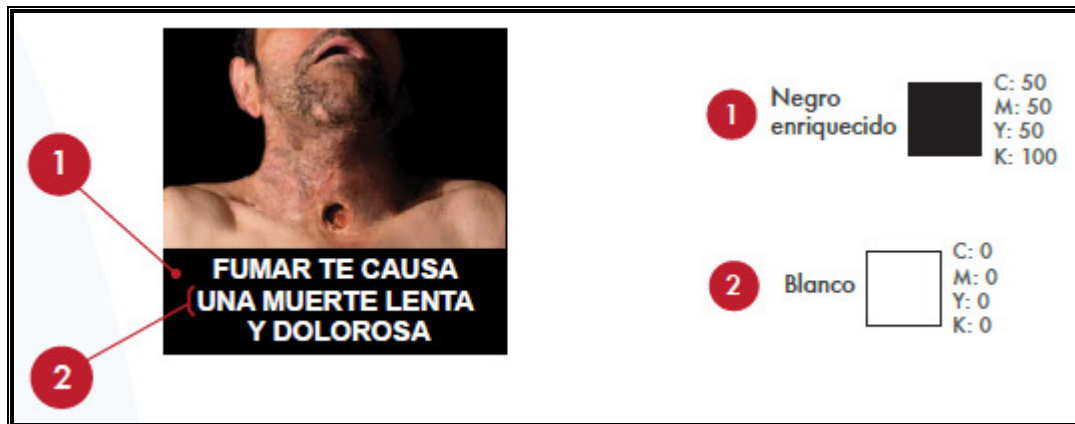 1
FUMAR TE CAUSA
UNA MUERTE LENTA
Y DOLOROSA
2
1
Negro
enriquecido
C: 50
M: 50
Y: 50
K: 100
2
Blanco
C: 0
M: 0
Y: 0
K: 0